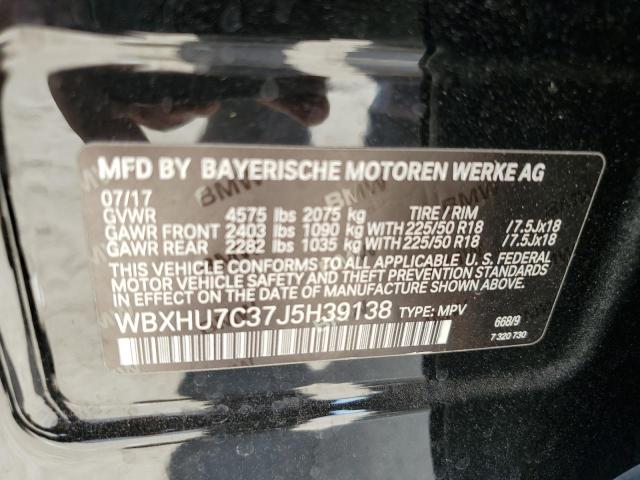 MFD BY BAYERISCHE MOTOREN WERKE AG
07/17
GVWR 4575 lbs 2075 kg TIRE / RIM
GAWR FRONT 2403 lbs 1090 kg WITH 225/50 R18 /7.5Jx18
GAWR REAR 2282 lbs 1035 kg WITH 225/50 R18 /7.5Jx18
THIS VEHICLE CONFORMS TO ALL APPLICABLE U. S. FEDERAL
MOTOR VEHICLE SAFETY AND THEFT PREVENTION STANDARDS
IN EFFECT ON THE DATE OF MANUFACTURE SHOWN ABOVE.
WBXHU7C37J5H39138 TYPE: MPV
668/9
7 320 730